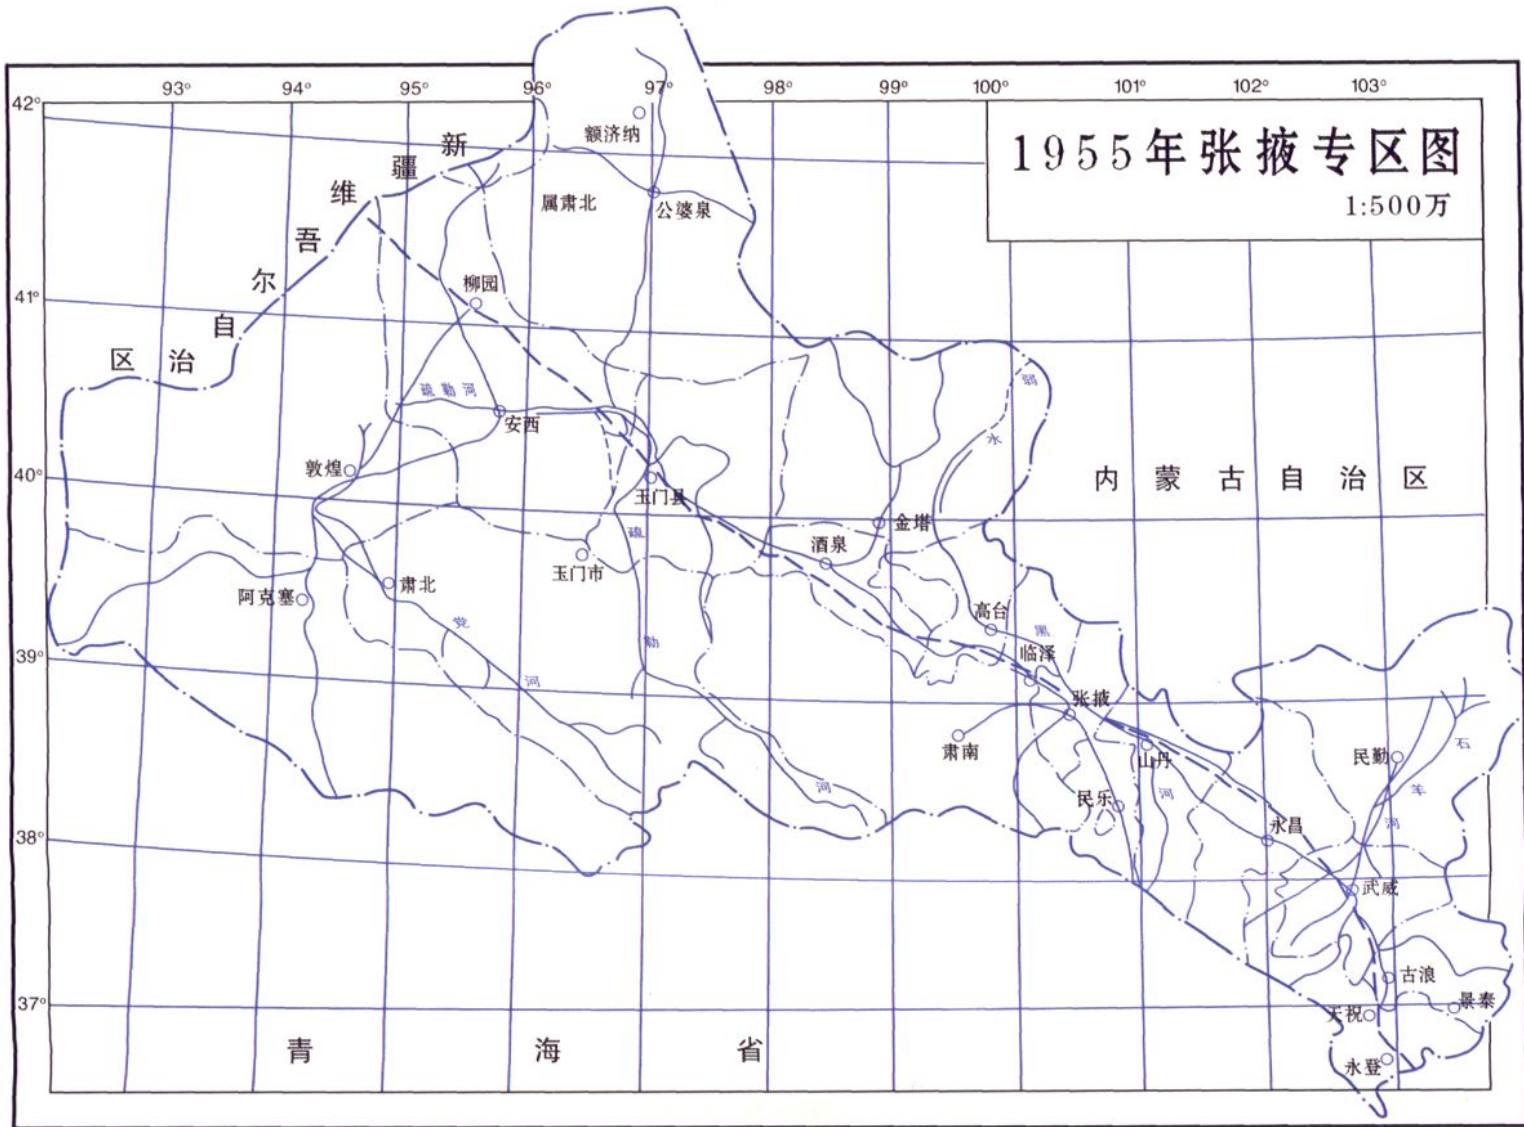 93° 94° 95° 96° 97° 98° 99° 100° 101° 102° 103°
42°
41°
40°
39°
38°
37°
1955年张掖专区图
1:500万
新疆维吾尔自治区
额济纳
属肃北
公婆泉
柳园
疏勒河
安西
敦煌
玉门县
弱水
内蒙古自治区
金塔
酒泉
玉门市
肃北
阿克塞
疏勒河
党河
高台
黑河
临泽
张掖
肃南
山丹
民乐
民勤
石羊河
永昌
武威
古浪
景泰
天祝
永登
青海省